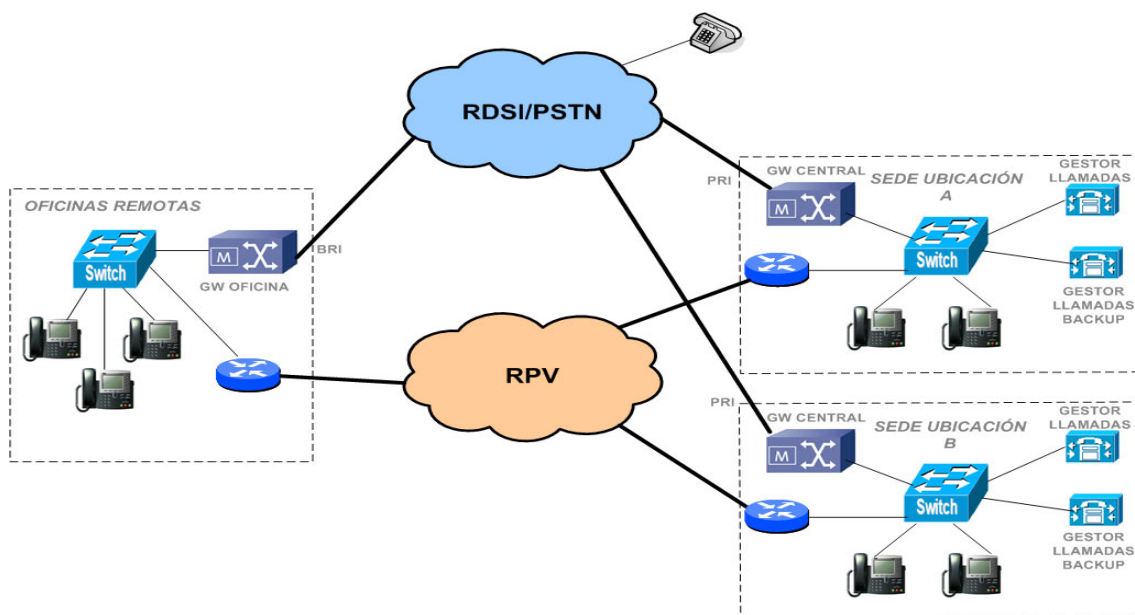 RDSI/PSTN
OFICINAS REMOTAS
Switch
M
GW OFICINA
BRI
RPV
PRI
GW CENTRAL
M
SEDE UBICACIÓN
A
Switch
GESTOR
LLAMADAS
GESTOR
LLAMADAS
BACKUP
PRI
GW CENTRAL
M
SEDE UBICACIÓN
B
Switch
GESTOR
LLAMADAS
GESTOR
LLAMADAS
BACKUP